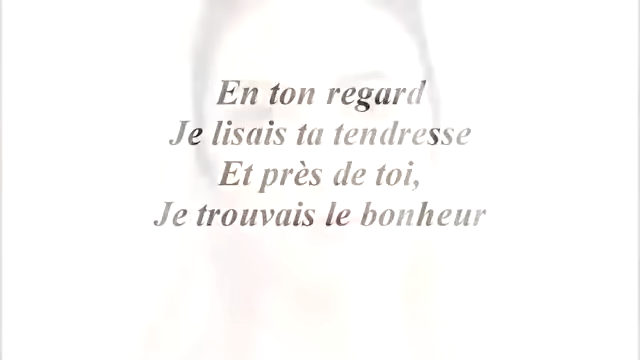 En ton regard
Je lisais ta tendresse
Et près de toi,
Je trouvais le bonheur